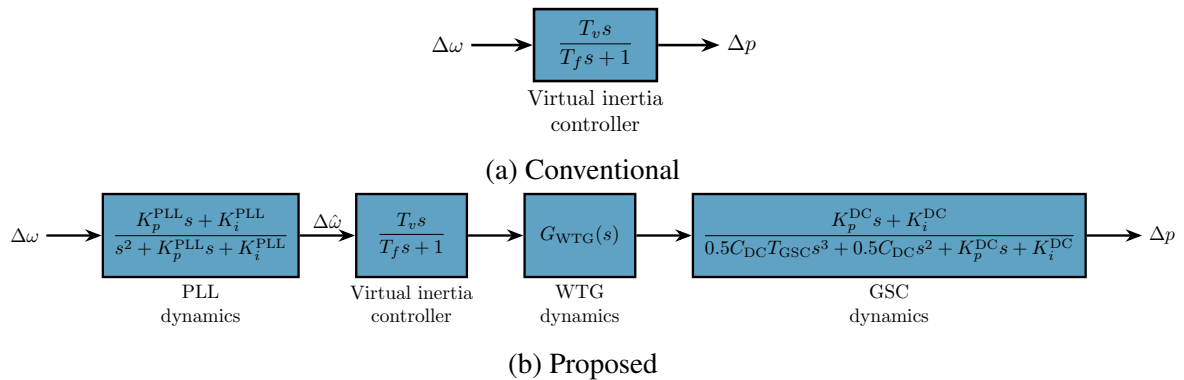 Δω T_v s / T_f s + 1 Δp
Virtual inertia
controller
(a) Conventional
Δω K_p^PLL s + K_i^PLL / s^2 + K_p^PLL s + K_i^PLL Δω̂ T_v s / T_f s + 1 G_WTG(s) K_p^DC s + K_i^DC / 0.5C_DC T_GSC s^3 + 0.5C_DC s^2 + K_p^DC s + K_i^DC Δp
PLL Virtual inertia WTG GSC
dynamics controller dynamics dynamics
(b) Proposed